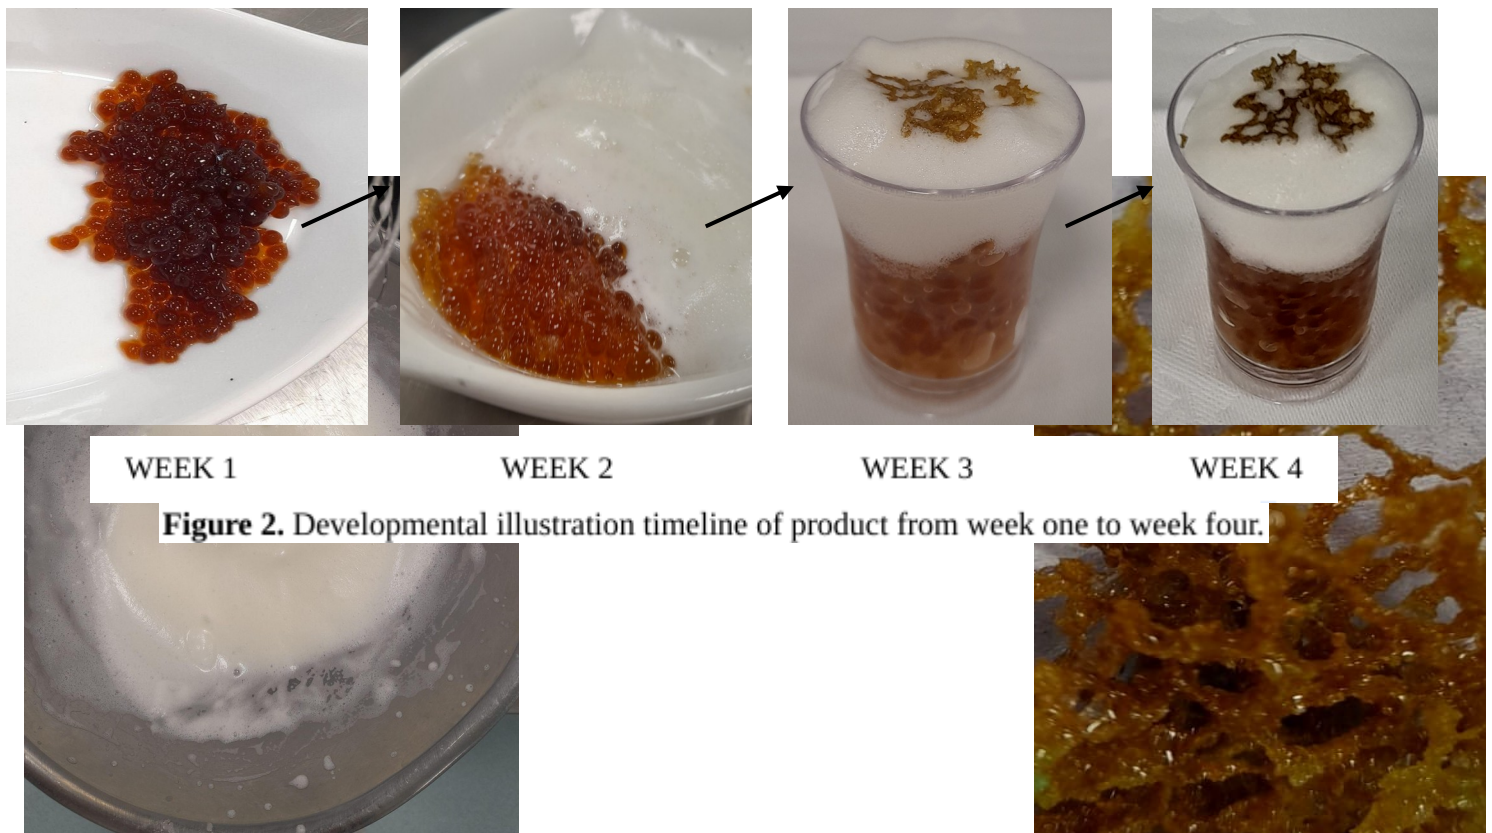 WEEK 1 WEEK 2 WEEK 3 WEEK 4
Figure 2. Developmental illustration timeline of product from week one to week four.